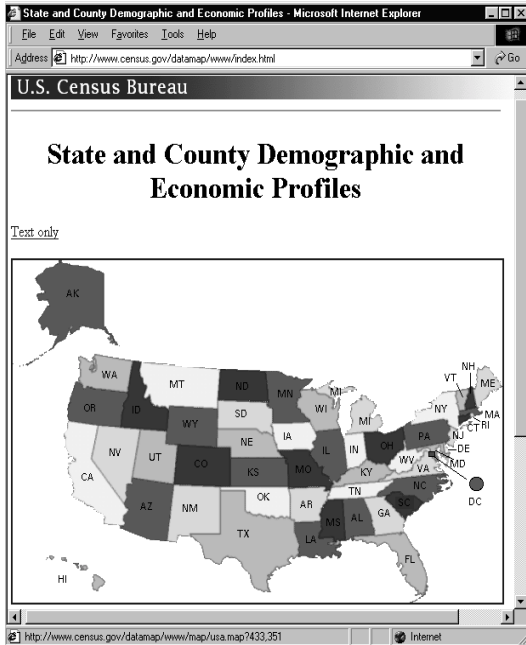 State and County Demographic and Economic Profiles - Microsoft Internet Explorer
File Edit View Favorites Tools Help
Address http://www.census.gov/datamap/www/index.html Go
U.S. Census Bureau
State and County Demographic and
Economic Profiles
Text only
AK
WA MT ND MN MI VT NH ME
OR ID WY SD WI MI NY MA
RI
CT
NV UT NE IA IL IN OH PA NJ
CA CO KS MO KY WV VA DE
MD
AZ NM OK AR TN NC DC
TX LA MS AL GA SC
HI FL
http://www.census.gov/datamap/www/map/usa.map?433,351 Internet